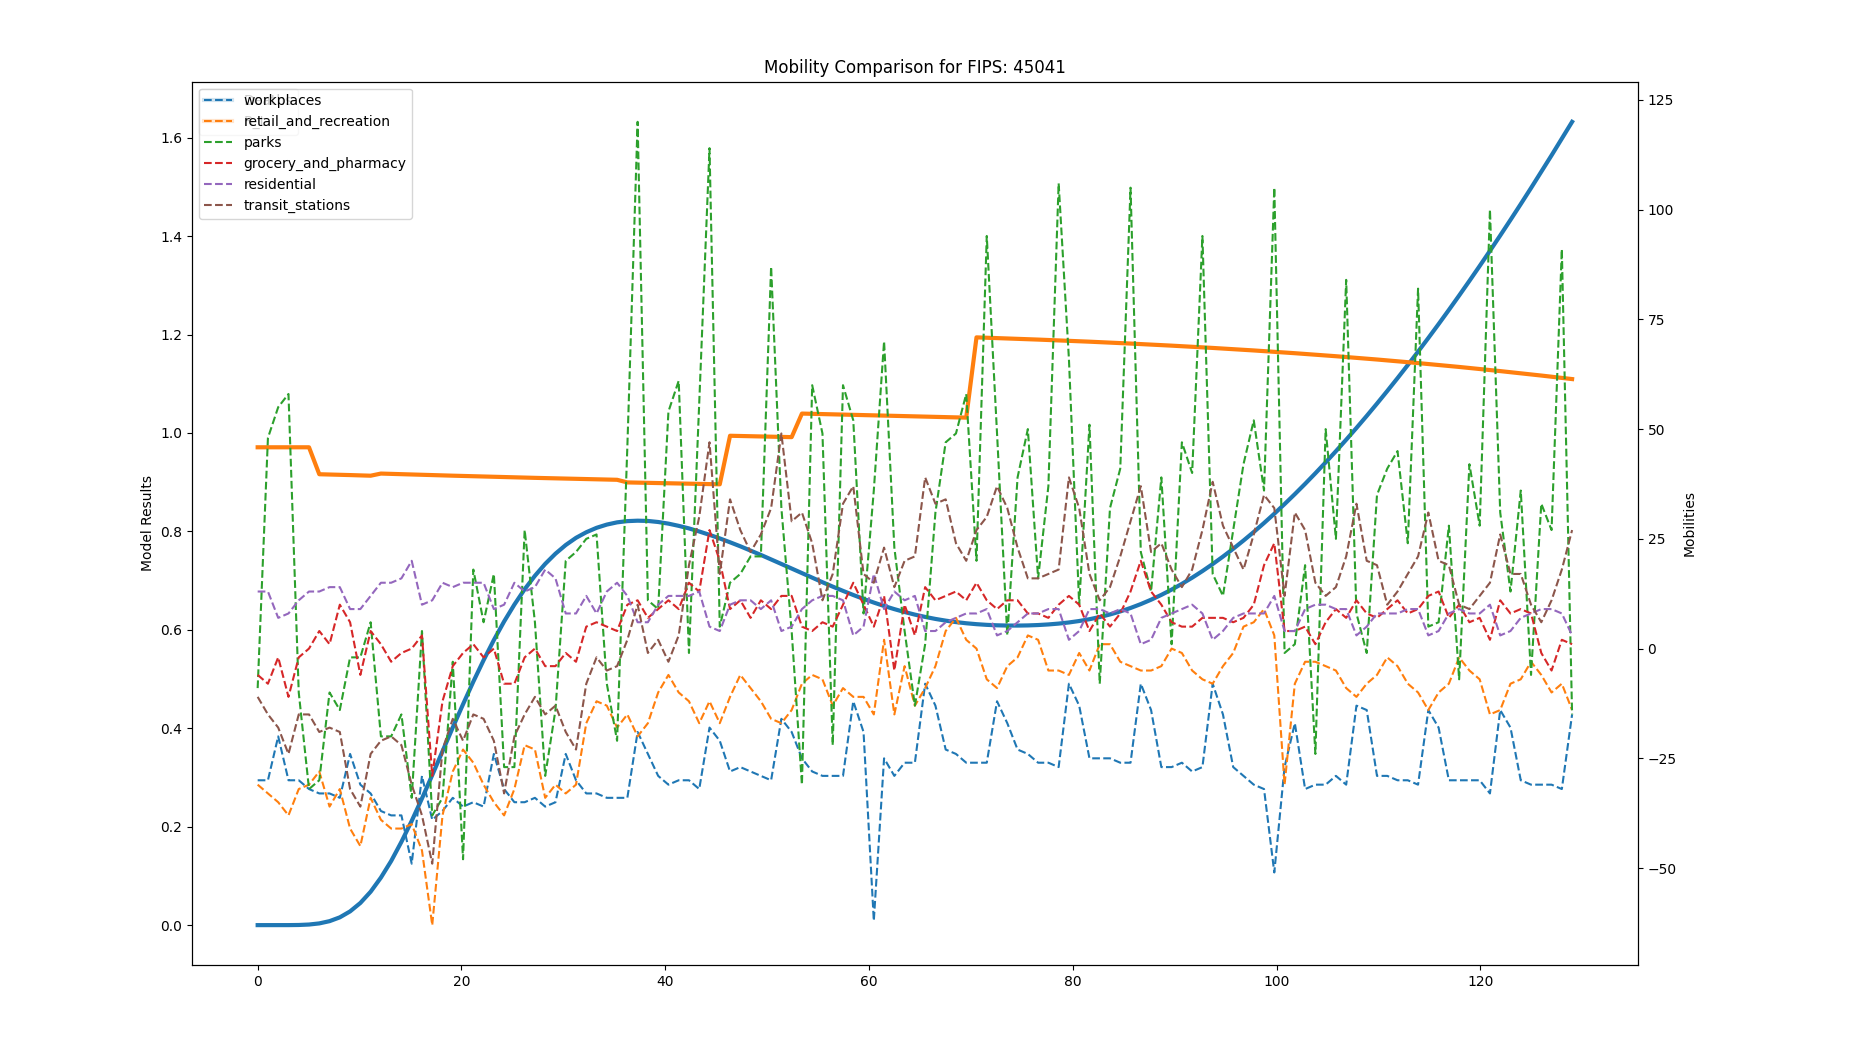 Mobility Comparison for FIPS: 45041
workplaces
retail_and_recreation
parks
grocery_and_pharmacy
residential
transit_stations
Model Results
1.6
1.4
1.2
1.0
0.8
0.6
0.4
0.2
0.0
125
100
75
50
25
0
−25
−50
Mobilities
0
20
40
60
80
100
120